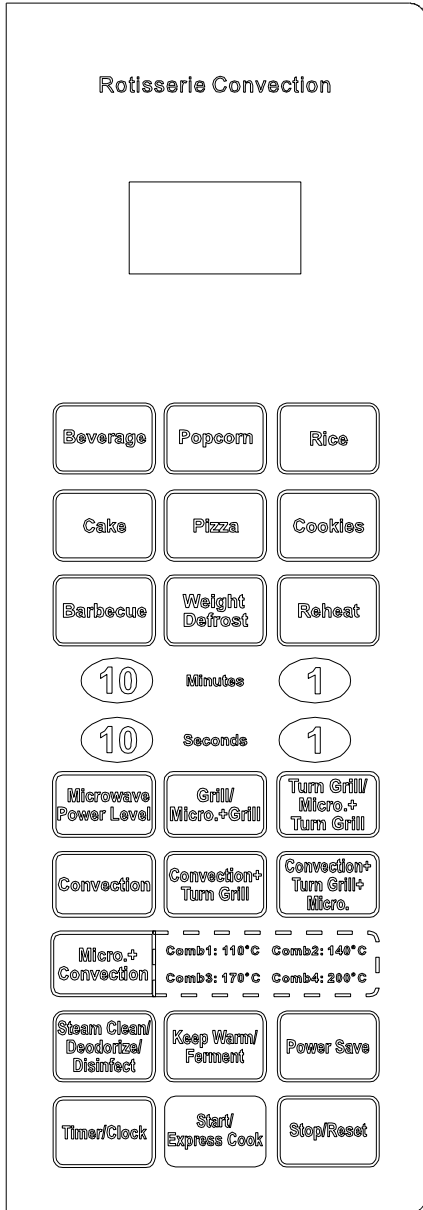 Rotisserie Convection
Beverage
Popcorn
Rice
Cake
Pizza
Cookies
Barbecue
Weight
Defrost
Reheat
10 Minutes 1
10 Seconds 1
Microwave
Power Level
Grill/
Micro.+Grill
Turn Grill/
Micro.+
Turn Grill
Convection
Convection+
Turn Grill
Convection+
Turn Grill+
Micro.
Micro.+
Convection
Comb1: 110°C Comb2: 140°C
Comb3: 170°C Comb4: 200°C
Steam Clean/
Deodorize/
Disinfect
Keep Warm/
Ferment
Power Save
Timer/Clock
Start/
Express Cook
Stop/Reset